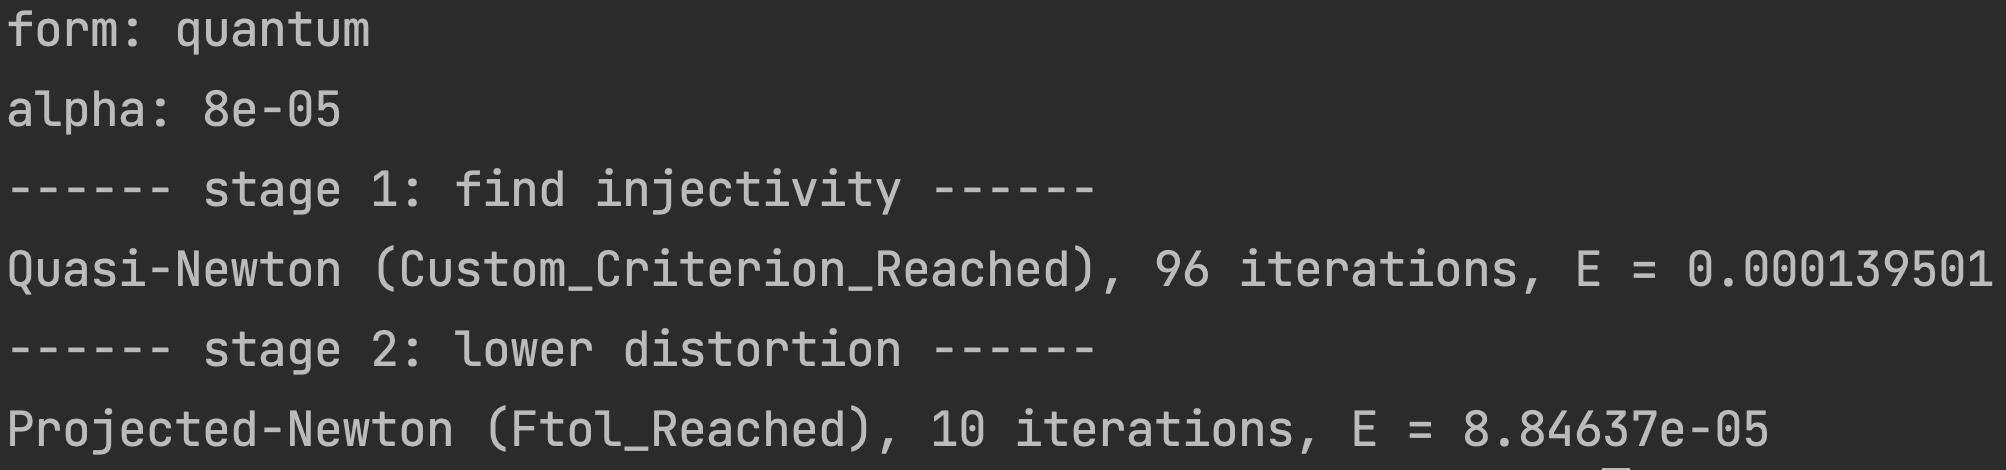 form: quantum
alpha: 8e-05
------ stage 1: find injectivity ------
Quasi-Newton (Custom_Criterion_Reached), 96 iterations, E = 0.000139501
------ stage 2: lower distortion ------
Projected-Newton (Ftol_Reached), 10 iterations, E = 8.84637e-05